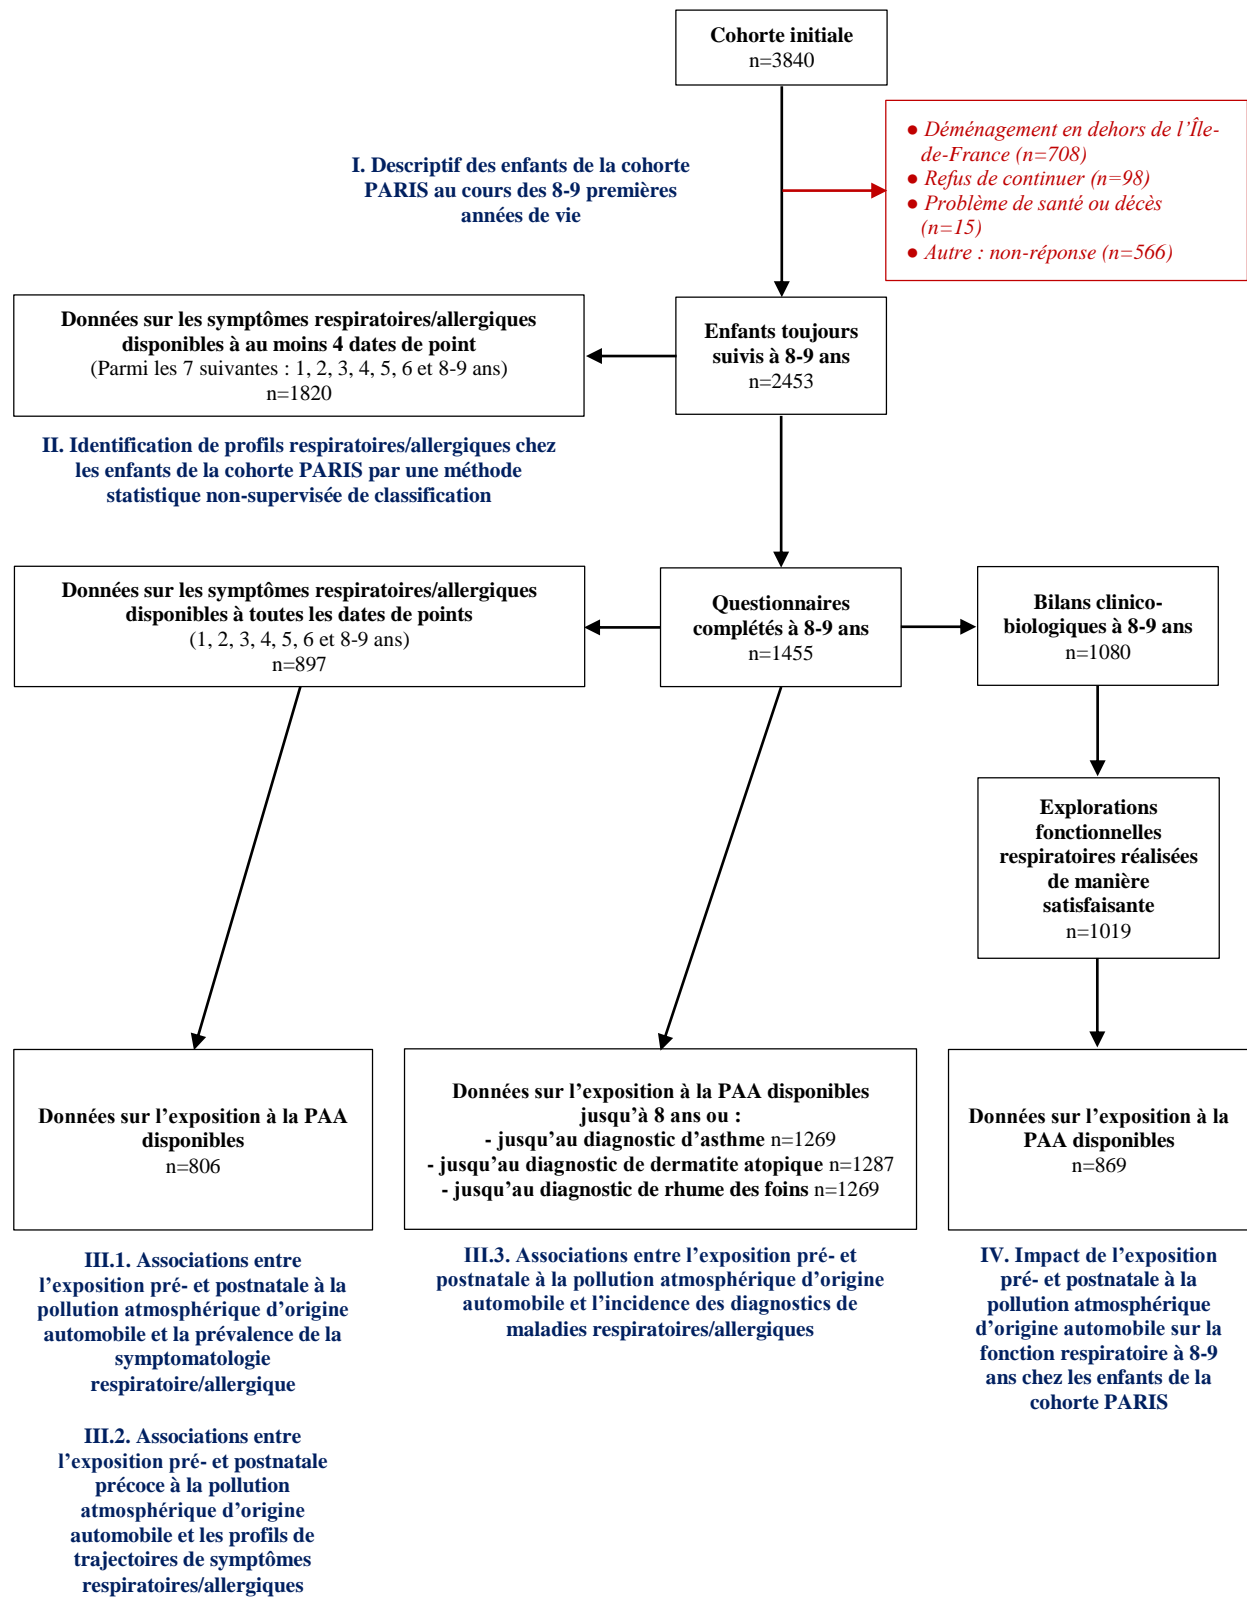 Cohorte initiale
n=3840
● Déménagement en dehors de l'Île-
de-France (n=708)
● Refus de continuer (n=98)
● Problème de santé ou décès
(n=15)
● Autre : non-réponse (n=566)
I. Descriptif des enfants de la cohorte
PARIS au cours des 8-9 premières
années de vie
Données sur les symptômes respiratoires/allergiques
disponibles à au moins 4 dates de point
(Parmi les 7 suivantes : 1, 2, 3, 4, 5, 6 et 8-9 ans)
n=1820
Enfants toujours
suivis à 8-9 ans
n=2453
II. Identification de profils respiratoires/allergiques chez
les enfants de la cohorte PARIS par une méthode
statistique non-supervisée de classification
Données sur les symptômes respiratoires/allergiques
disponibles à toutes les dates de points
(1, 2, 3, 4, 5, 6 et 8-9 ans)
n=897
Questionnaires
complétés à 8-9 ans
n=1455
Bilans clinico-
biologiques à 8-9 ans
n=1080
Explorations
fonctionnelles
respiratoires réalisées
de manière
satisfaisante
n=1019
Données sur l'exposition à la PAA
disponibles
n=806
Données sur l'exposition à la PAA disponibles
jusqu'à 8 ans ou :
- jusqu'au diagnostic d'asthme n=1269
- jusqu'au diagnostic de dermatite atopique n=1287
- jusqu'au diagnostic de rhume des foins n=1269
Données sur l'exposition à la
PAA disponibles
n=869
III.1. Associations entre
l'exposition pré- et postnatale à la
pollution atmosphérique d'origine
automobile et la prévalence de la
symptomatologie
respiratoire/allergique
III.2. Associations entre
l'exposition pré- et postnatale
précoce à la pollution
atmosphérique d'origine
automobile et les profils de
trajectoires de symptômes
respiratoires/allergiques
III.3. Associations entre l'exposition pré- et
postnatale à la pollution atmosphérique d'origine
automobile et l'incidence des diagnostics de
maladies respiratoires/allergiques
IV. Impact de l'exposition
pré- et postnatale à la
pollution atmosphérique
d'origine automobile sur la
fonction respiratoire à 8-9
ans chez les enfants de la
cohorte PARIS